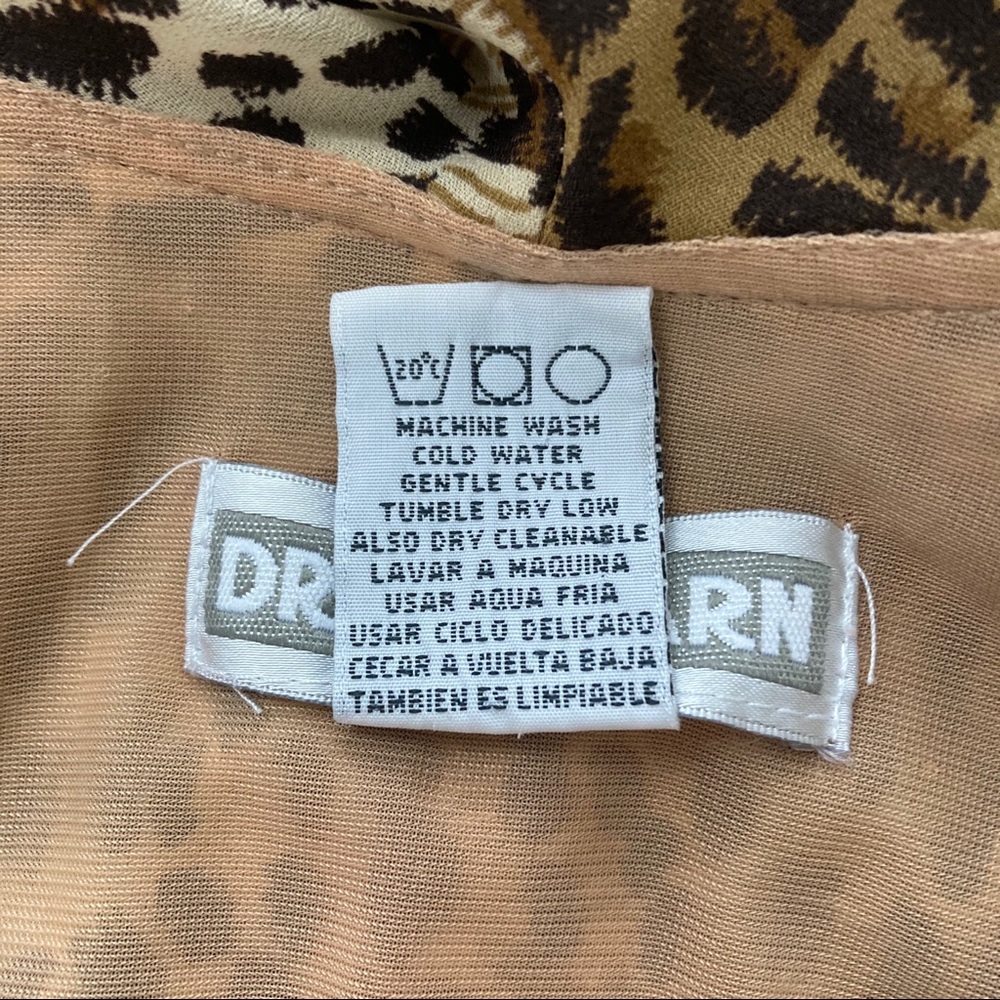 20°C
MACHINE WASH
COLD WATER
GENTLE CYCLE
TUMBLE DRY LOW
ALSO DRY CLEANABLE
LAVAR A MAQUINA
USAR AQUA FRIA
USAR CICLO DELICADO
CECAR A VUELTA BAJA
TAMBIEN ES LIMPIABLE
DR
ARN